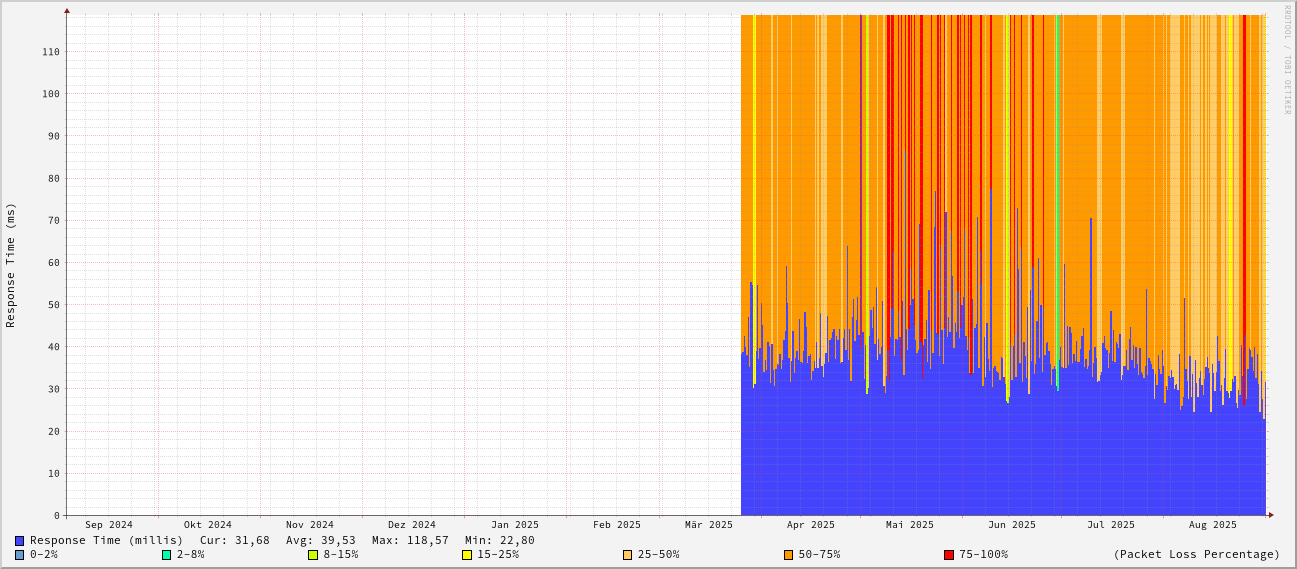 RRDTOOL / TOBI OETIKER
Response Time (ms)
110
100
90
80
70
60
50
40
30
20
10
0
Sep 2024 Okt 2024 Nov 2024 Dez 2024 Jan 2025 Feb 2025 Mär 2025 Apr 2025 Mai 2025 Jun 2025 Jul 2025 Aug 2025
Response Time (millis) Cur: 31,68 Avg: 39,53 Max: 118,57 Min: 22,80
0-2% 2-8% 8-15% 15-25% 25-50% 50-75% 75-100% (Packet Loss Percentage)